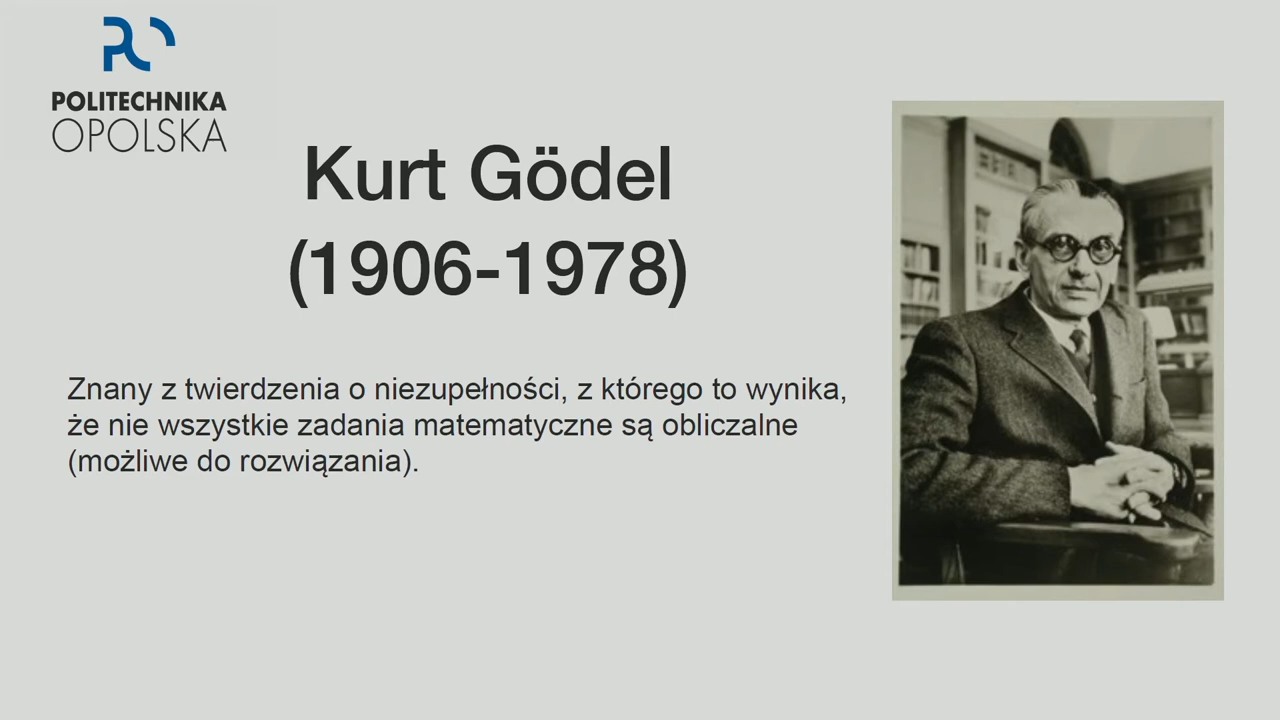 POLITECHNIKA
OPOLSKA
Kurt Gödel
(1906-1978)
Znany z twierdzenia o niezupełności, z którego to wynika,
że nie wszystkie zadania matematyczne są obliczalne
(możliwe do rozwiązania).